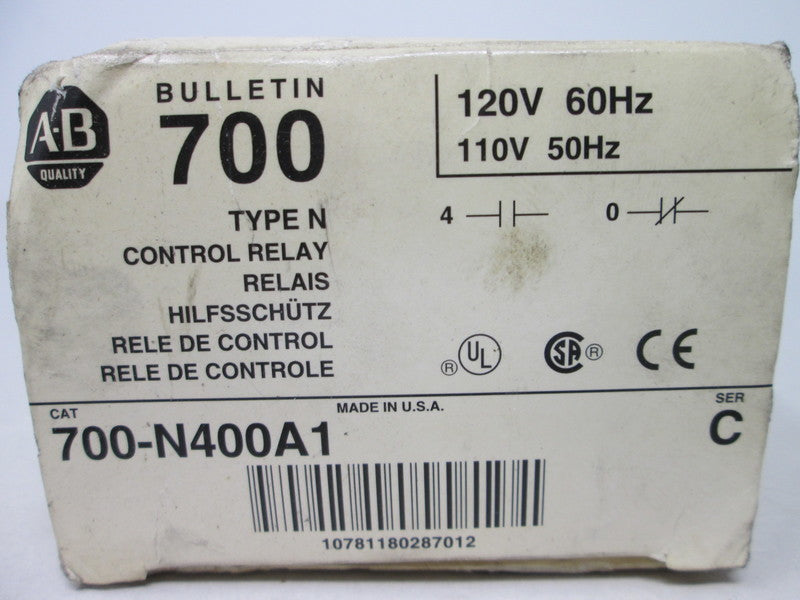 A-B
QUALITY
BULLETIN
700
120V 60Hz
110V 50Hz
TYPE N
CONTROL RELAY
RELAIS
HILFSSCHÜTZ
RELE DE CONTROL
RELE DE CONTROLE
4
0
® UL
SA ®
CE
CAT
700-N400A1
MADE IN U.S.A.
SER
C
10781180287012